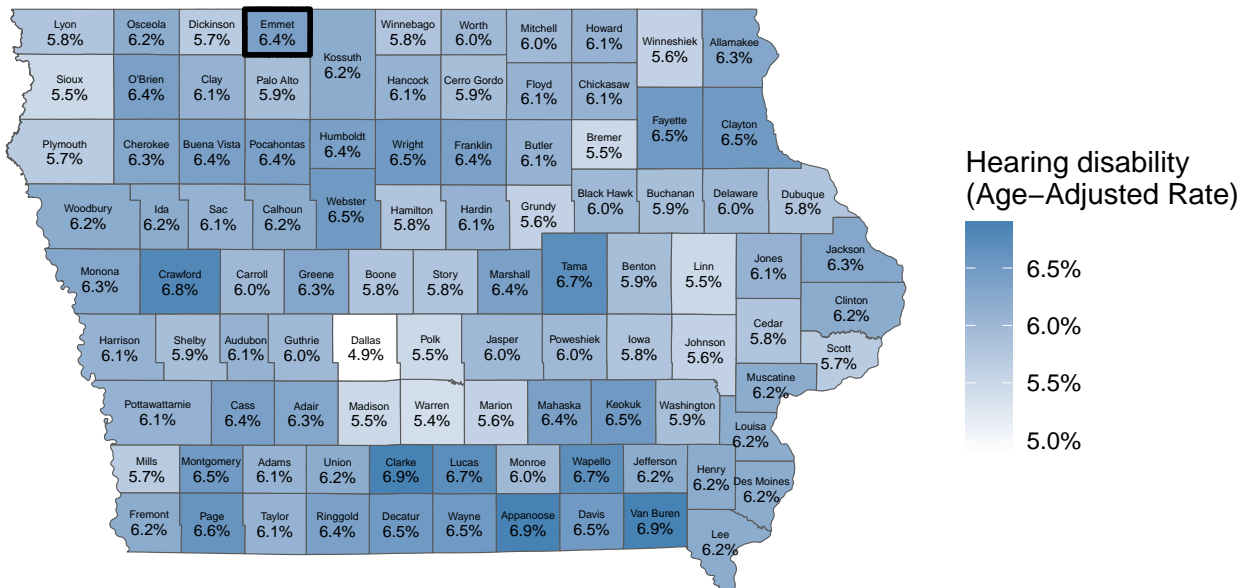 Lyon
5.8%
Osceola
6.2%
Dickinson
5.7%
Emmet
6.4%
Kossuth
6.2%
Winnebago
5.8%
Worth
6.0%
Mitchell
6.0%
Howard
6.1%
Winneshiek
5.6%
Allamakee
6.3%
Sioux
5.5%
O'Brien
6.4%
Clay
6.1%
Palo Alto
5.9%
Hancock
6.1%
Cerro Gordo
5.9%
Floyd
6.1%
Chickasaw
6.1%
Fayette
6.5%
Clayton
6.5%
Plymouth
5.7%
Cherokee
6.3%
Buena Vista
6.4%
Pocahontas
6.4%
Humboldt
6.4%
Wright
6.5%
Franklin
6.4%
Butler
6.1%
Bremer
5.5%
Woodbury
6.2%
Ida
6.2%
Sac
6.1%
Calhoun
6.2%
Webster
6.5%
Hamilton
5.8%
Hardin
6.1%
Grundy
5.6%
Black Hawk
6.0%
Buchanan
5.9%
Delaware
6.0%
Dubuque
5.8%
Monona
6.3%
Crawford
6.8%
Carroll
6.0%
Greene
6.3%
Boone
5.8%
Story
5.8%
Marshall
6.4%
Tama
6.7%
Benton
5.9%
Linn
5.5%
Jones
6.1%
Jackson
6.3%
Clinton
6.2%
Harrison
6.1%
Shelby
5.9%
Audubon
6.1%
Guthrie
6.0%
Dallas
4.9%
Polk
5.5%
Jasper
6.0%
Poweshiek
6.0%
Iowa
5.8%
Johnson
5.6%
Cedar
5.8%
Scott
5.7%
Muscatine
6.2%
Pottawattamie
6.1%
Cass
6.4%
Adair
6.3%
Madison
5.5%
Warren
5.4%
Marion
5.6%
Mahaska
6.4%
Keokuk
6.5%
Washington
5.9%
Louisa
6.2%
Mills
5.7%
Montgomery
6.5%
Adams
6.1%
Union
6.2%
Clarke
6.9%
Lucas
6.7%
Monroe
6.0%
Wapello
6.7%
Jefferson
6.2%
Henry
6.2%
Des Moines
6.2%
Fremont
6.2%
Page
6.6%
Taylor
6.1%
Ringgold
6.4%
Decatur
6.5%
Wayne
6.5%
Appanoose
6.9%
Davis
6.5%
Van Buren
6.9%
Lee
6.2%
Hearing disability
(Age−Adjusted Rate)
6.5%
6.0%
5.5%
5.0%